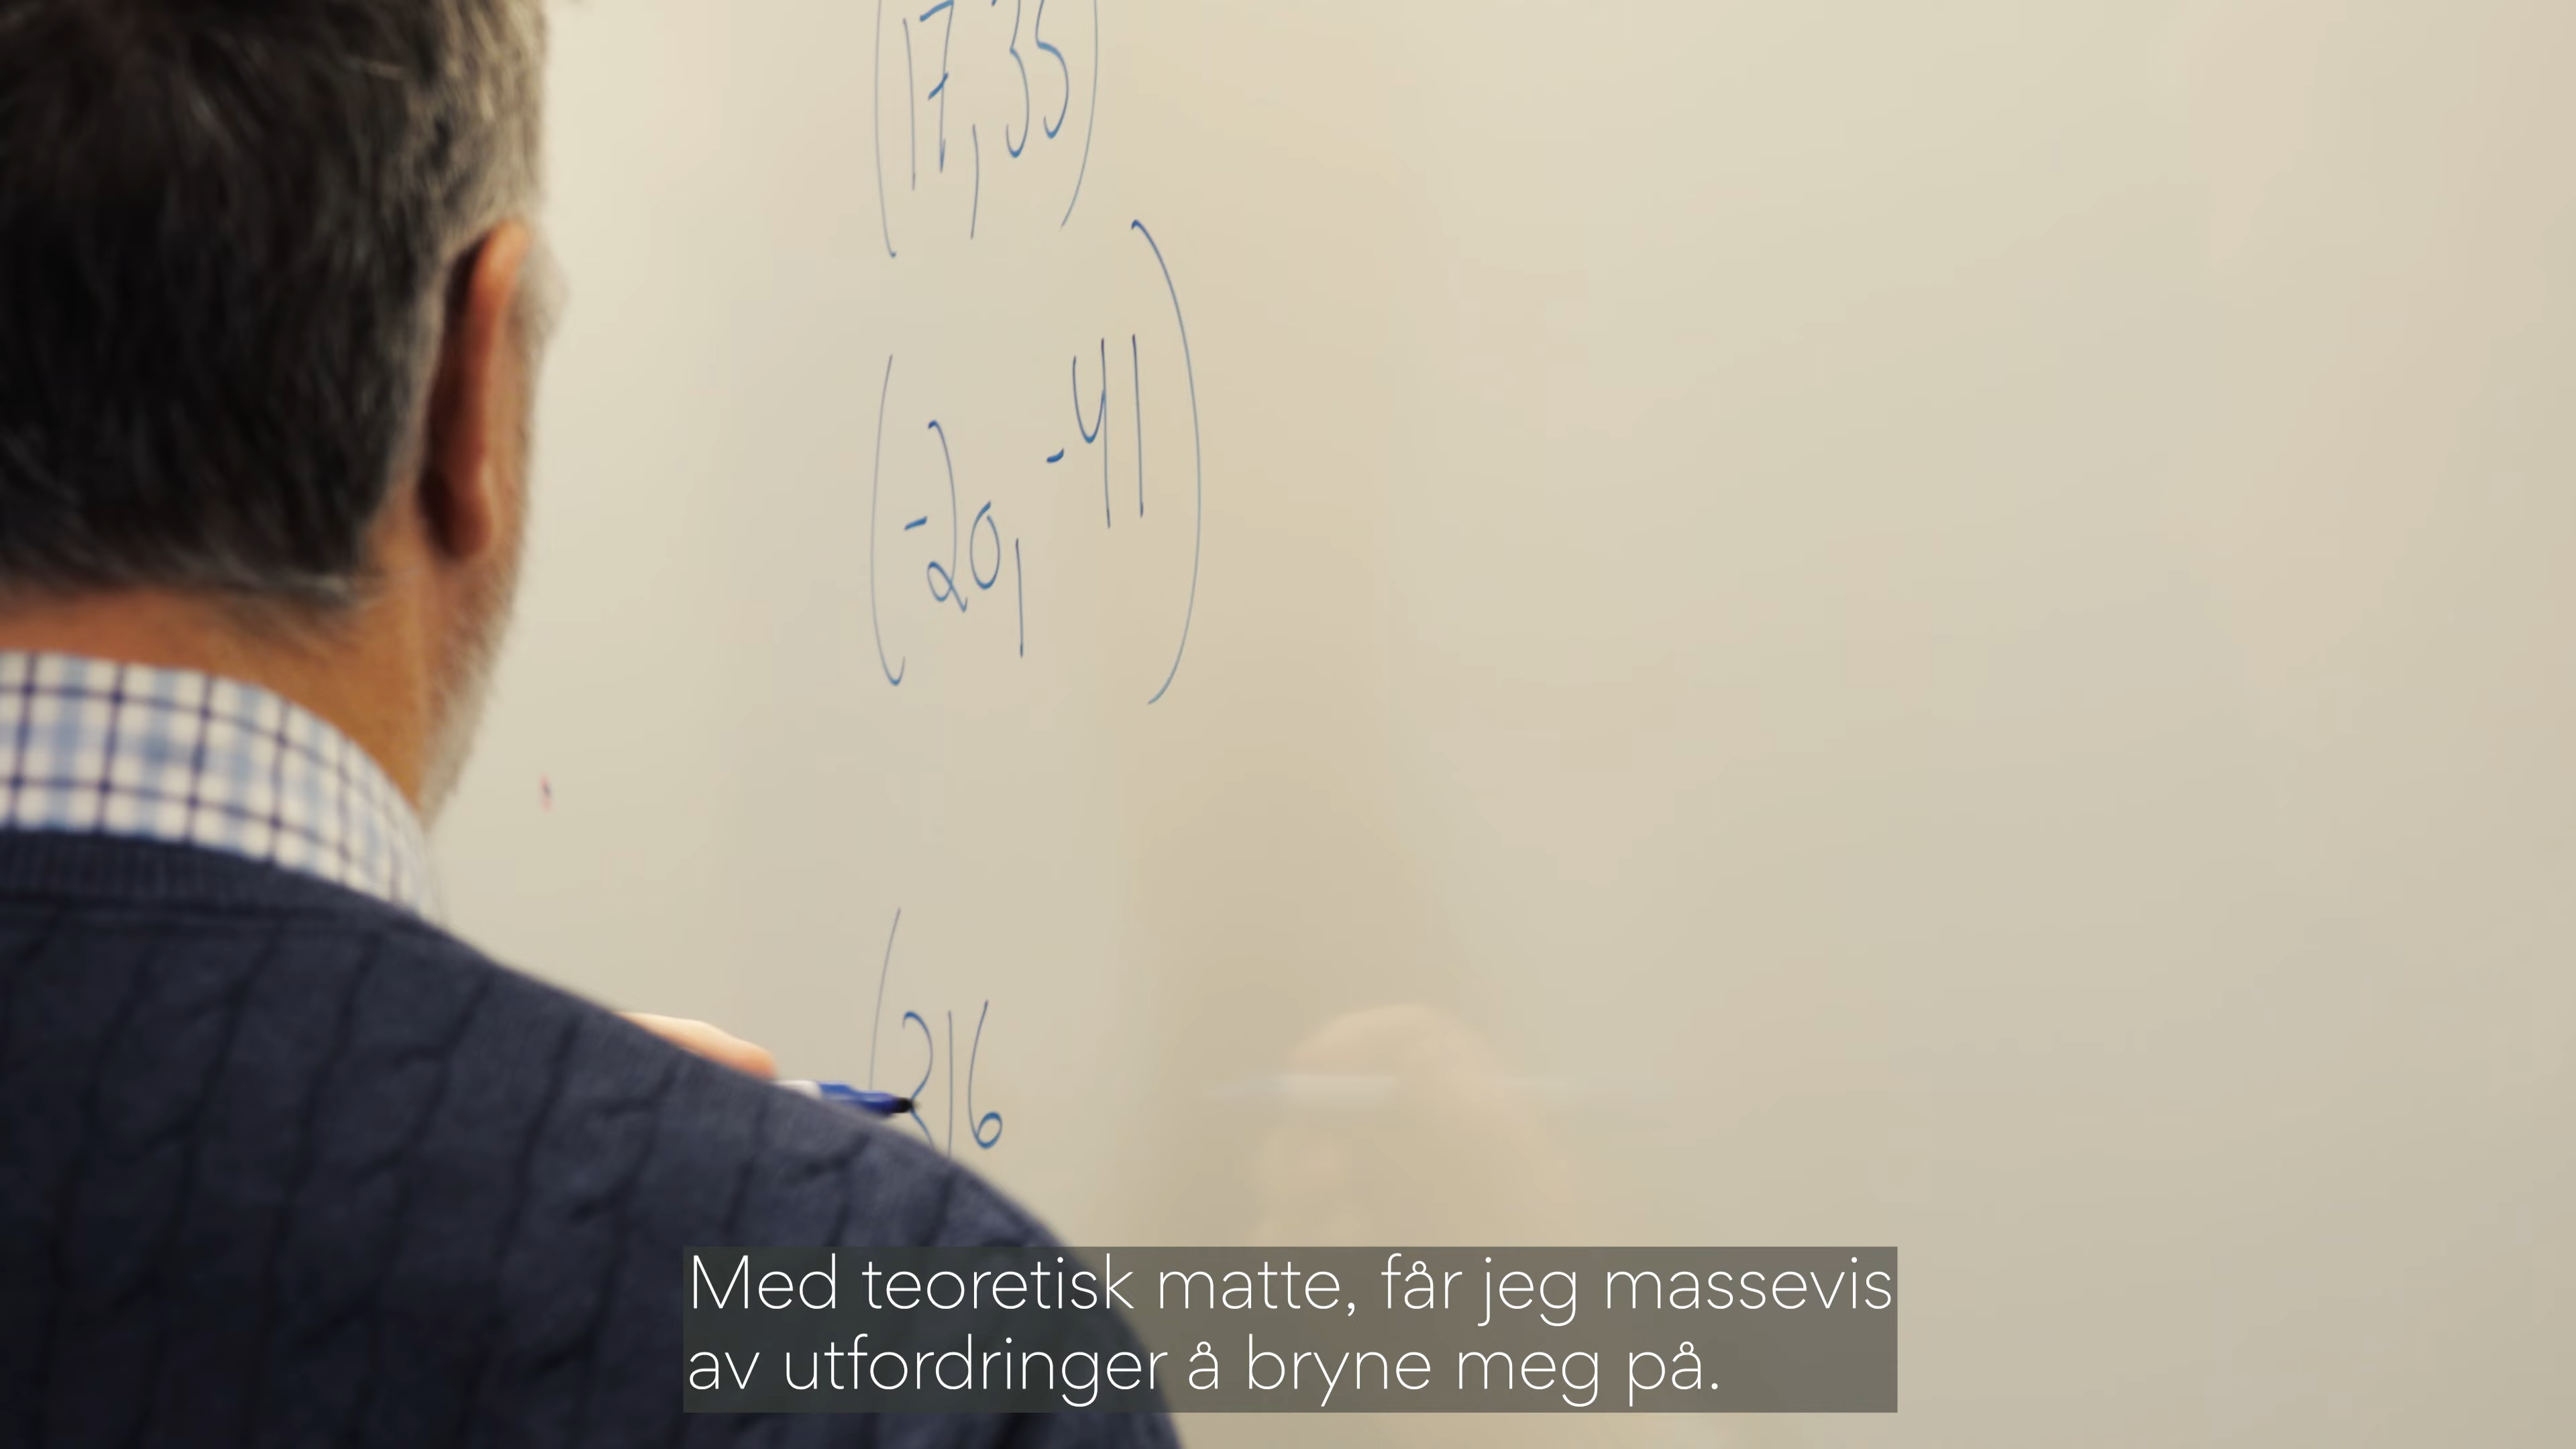 (17,35)
(-20, -41)
(216
Med teoretisk matte, får jeg massevis
av utfordringer å bryne meg på.